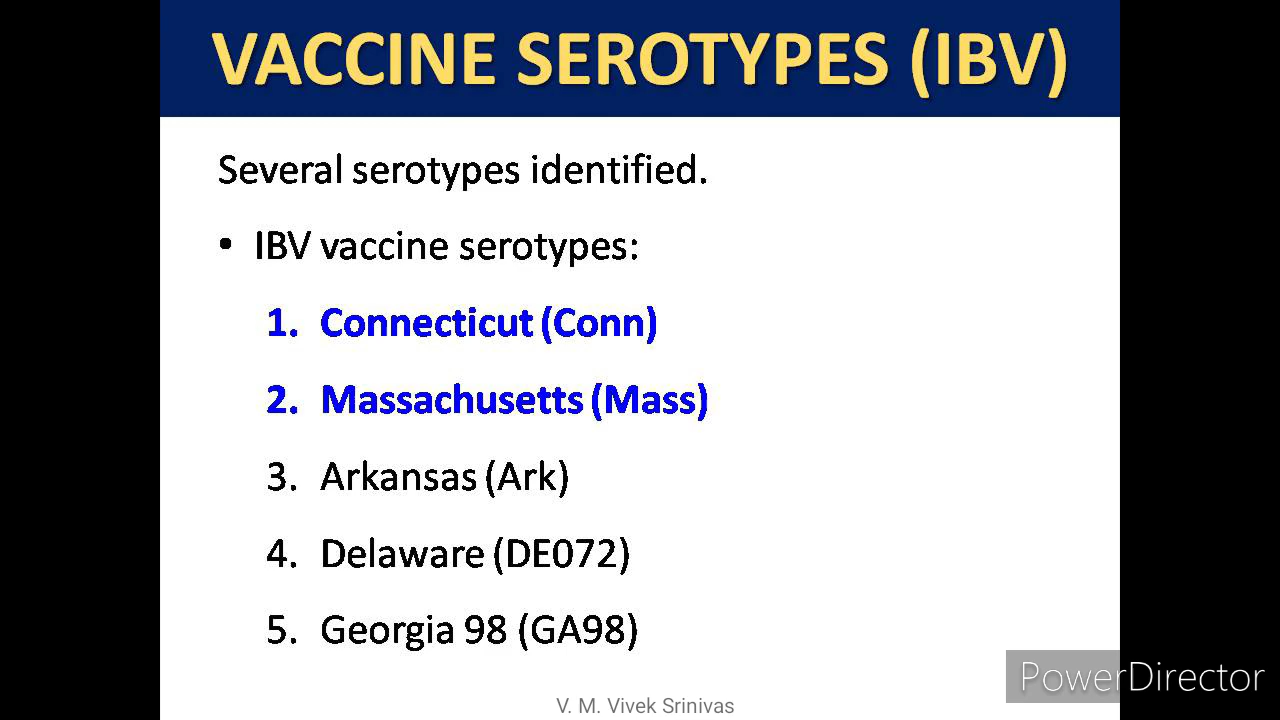 VACCINE SEROTYPES (IBV)
Several serotypes identified.
• IBV vaccine serotypes:
1. Connecticut (Conn)
2. Massachusetts (Mass)
3. Arkansas (Ark)
4. Delaware (DE072)
5. Georgia 98 (GA98)
PowerDirector
V. M. Vivek Srinivas